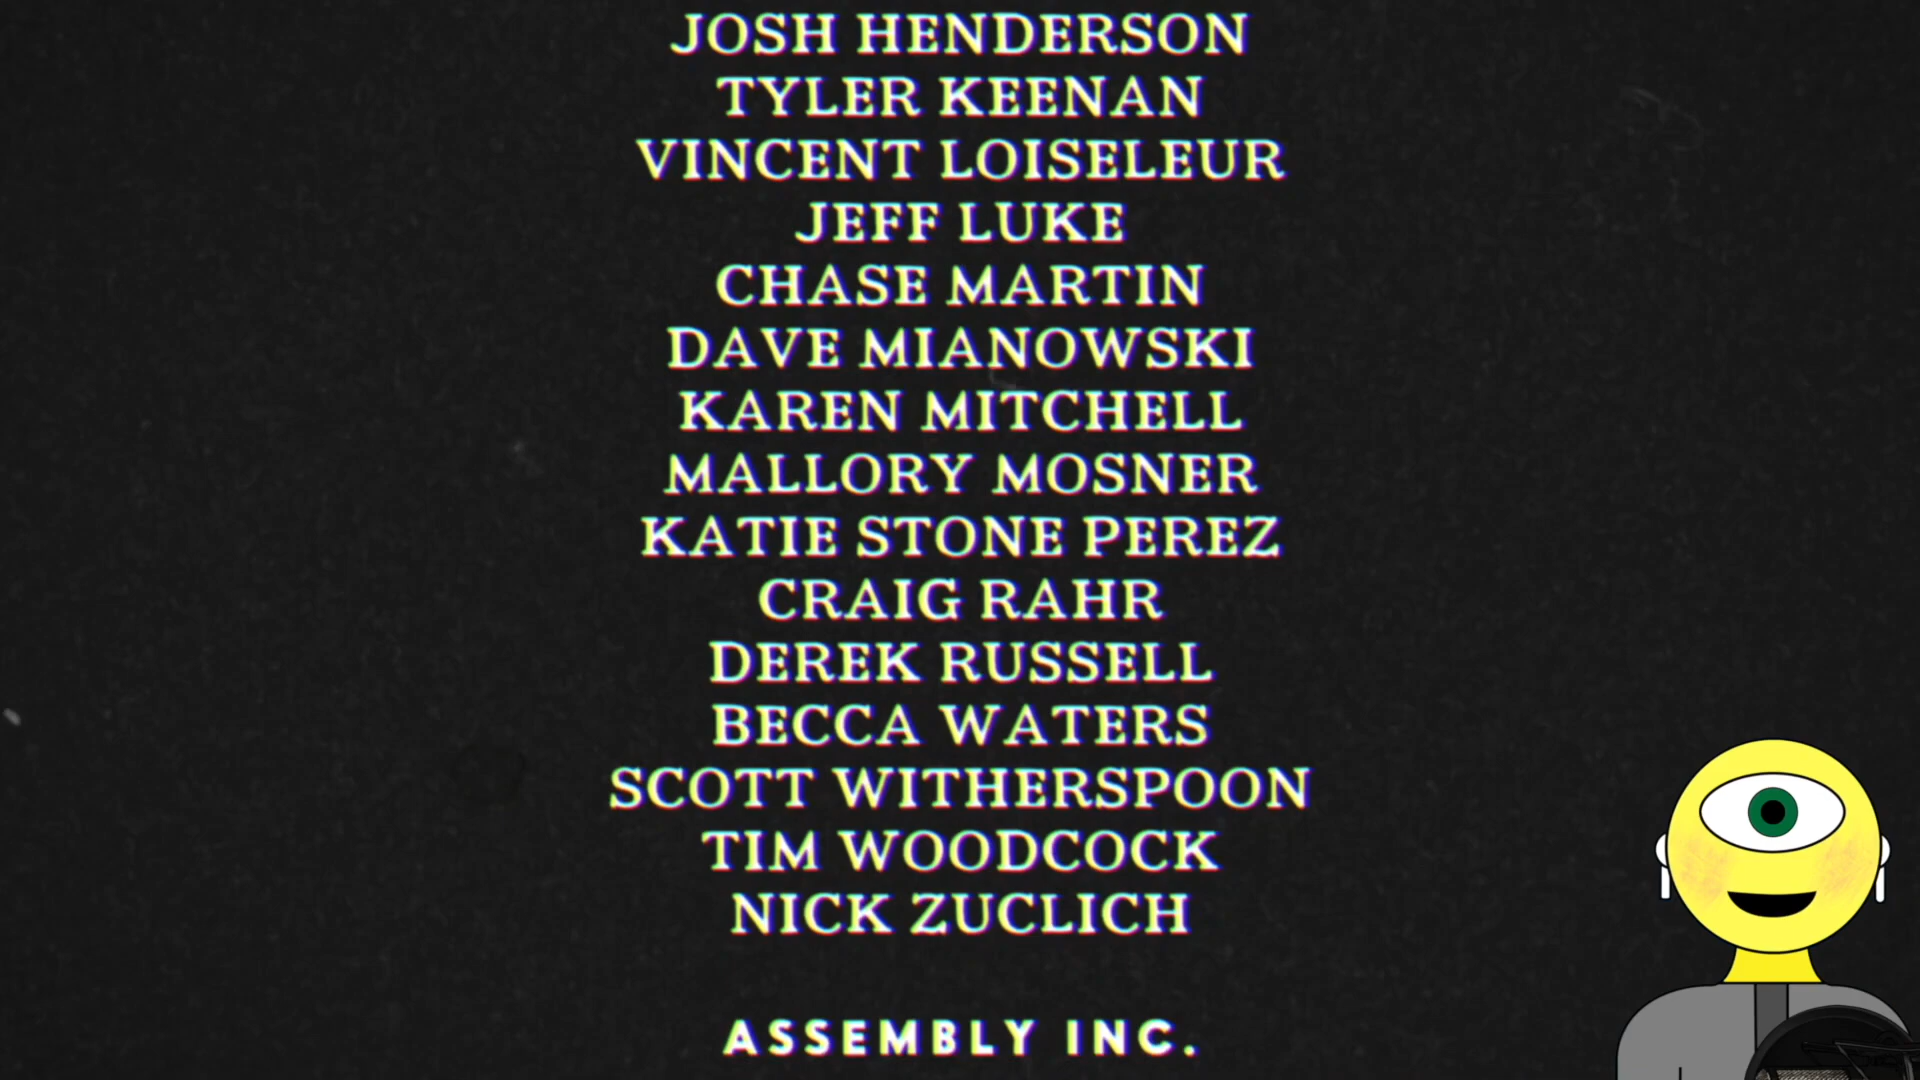 JOSH HENDERSON
TYLER KEENAN
VINCENT LOISELEUR
JEFF LUKE
CHASE MARTIN
DAVE MIANOWSKI
KAREN MITCHELL
MALLORY MOSNER
KATIE STONE PEREZ
CRAIG RAHR
DEREK RUSSELL
BECCA WATERS
SCOTT WITHERSPOON
TIM WOODCOCK
NICK ZUCLICH
ASSEMBLY INC.